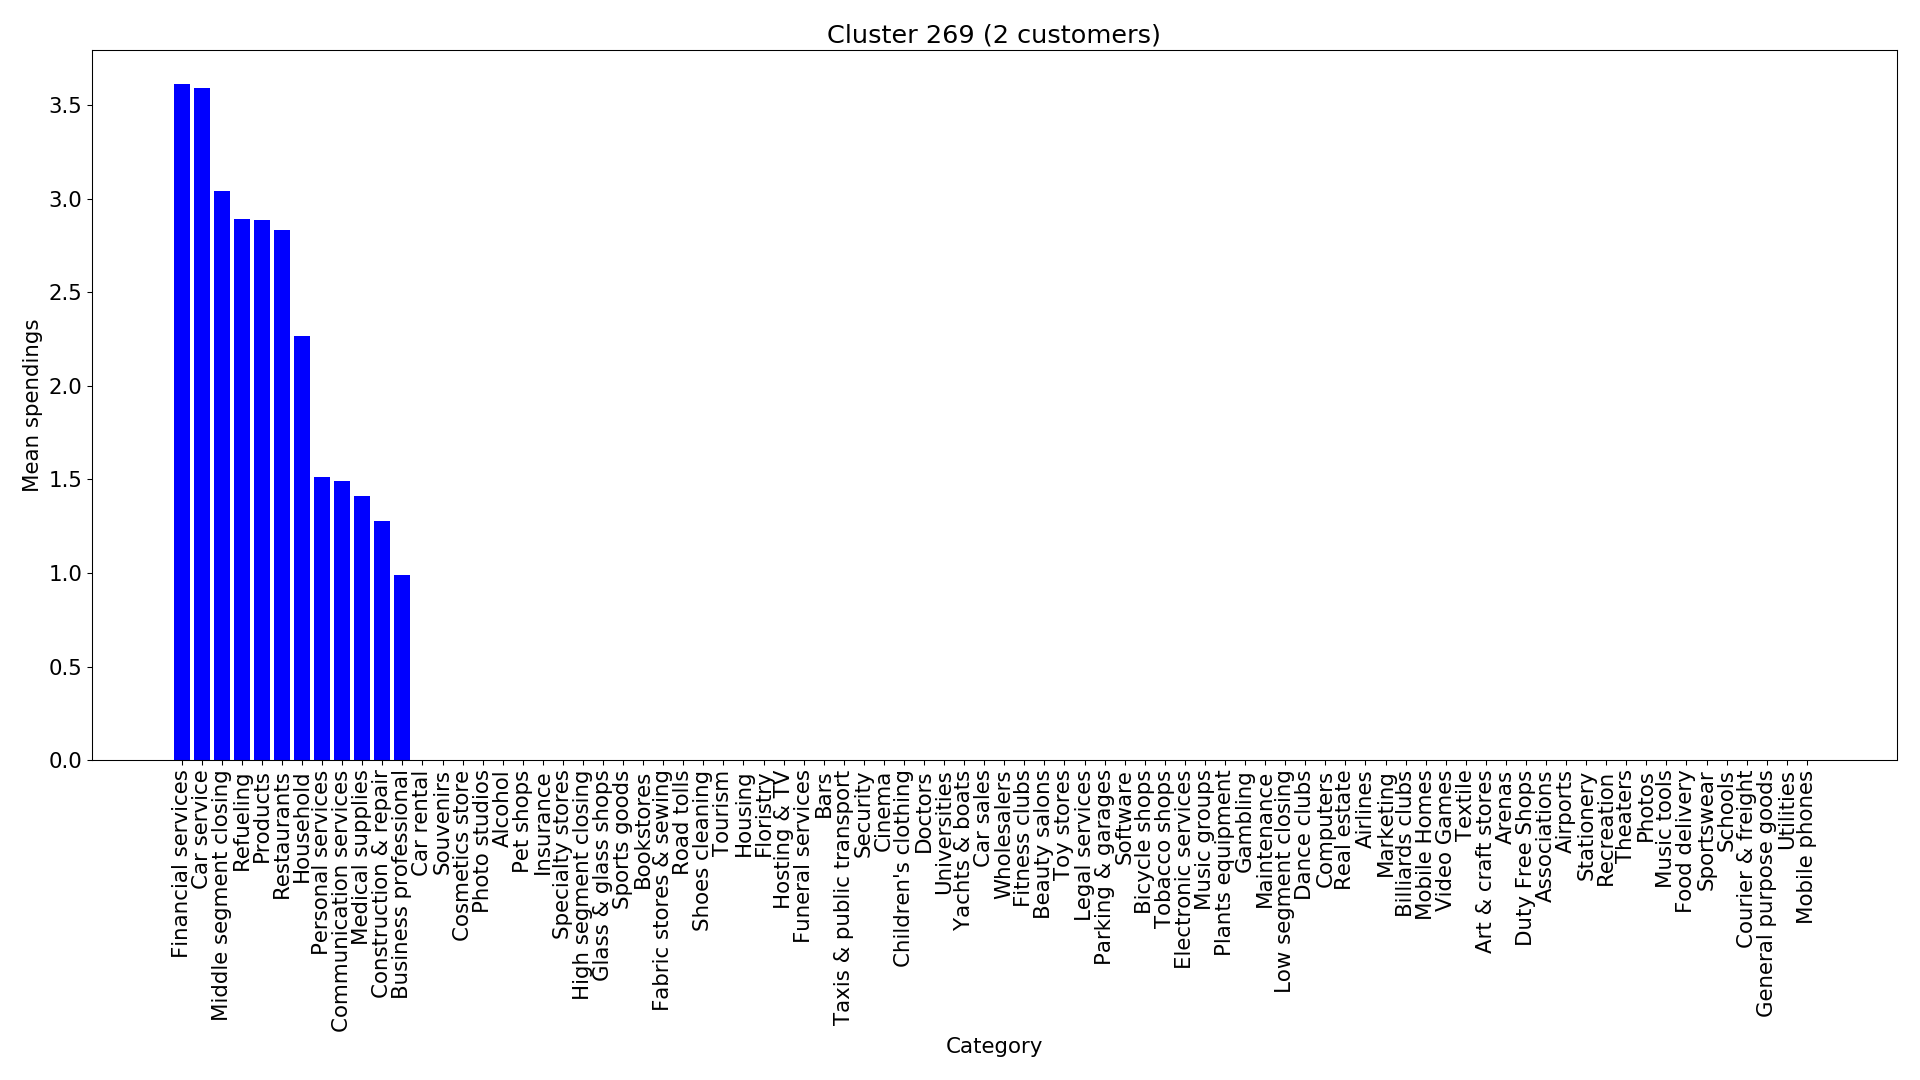 Cluster 269 (2 customers)
Mean spendings
3.5
3.0
2.5
2.0
1.5
1.0
0.5
0.0
Financial services
Car service
Middle segment closing
Refueling
Products
Restaurants
Household
Personal services
Communication services
Medical supplies
Construction & repair
Business professional
Car rental
Souvenirs
Cosmetics store
Photo studios
Alcohol
Pet shops
Insurance
Specialty stores
High segment closing
Glass & glass shops
Sports goods
Bookstores
Fabric stores & sewing
Road tolls
Shoes cleaning
Tourism
Housing
Floristry
Hosting & TV
Funeral services
Bars
Taxis & public transport
Security
Cinema
Children's clothing
Doctors
Universities
Yachts & boats
Car sales
Wholesalers
Fitness clubs
Beauty salons
Toy stores
Legal services
Parking & garages
Software
Bicycle shops
Tobacco shops
Electronic services
Music groups
Plants equipment
Gambling
Maintenance
Low segment closing
Dance clubs
Computers
Real estate
Airlines
Marketing
Billiards clubs
Mobile Homes
Video Games
Textile
Art & craft stores
Arenas
Duty Free Shops
Associations
Airports
Stationery
Recreation
Theaters
Photos
Music tools
Food delivery
Sportswear
Schools
Courier & freight
General purpose goods
Utilities
Mobile phones
Category